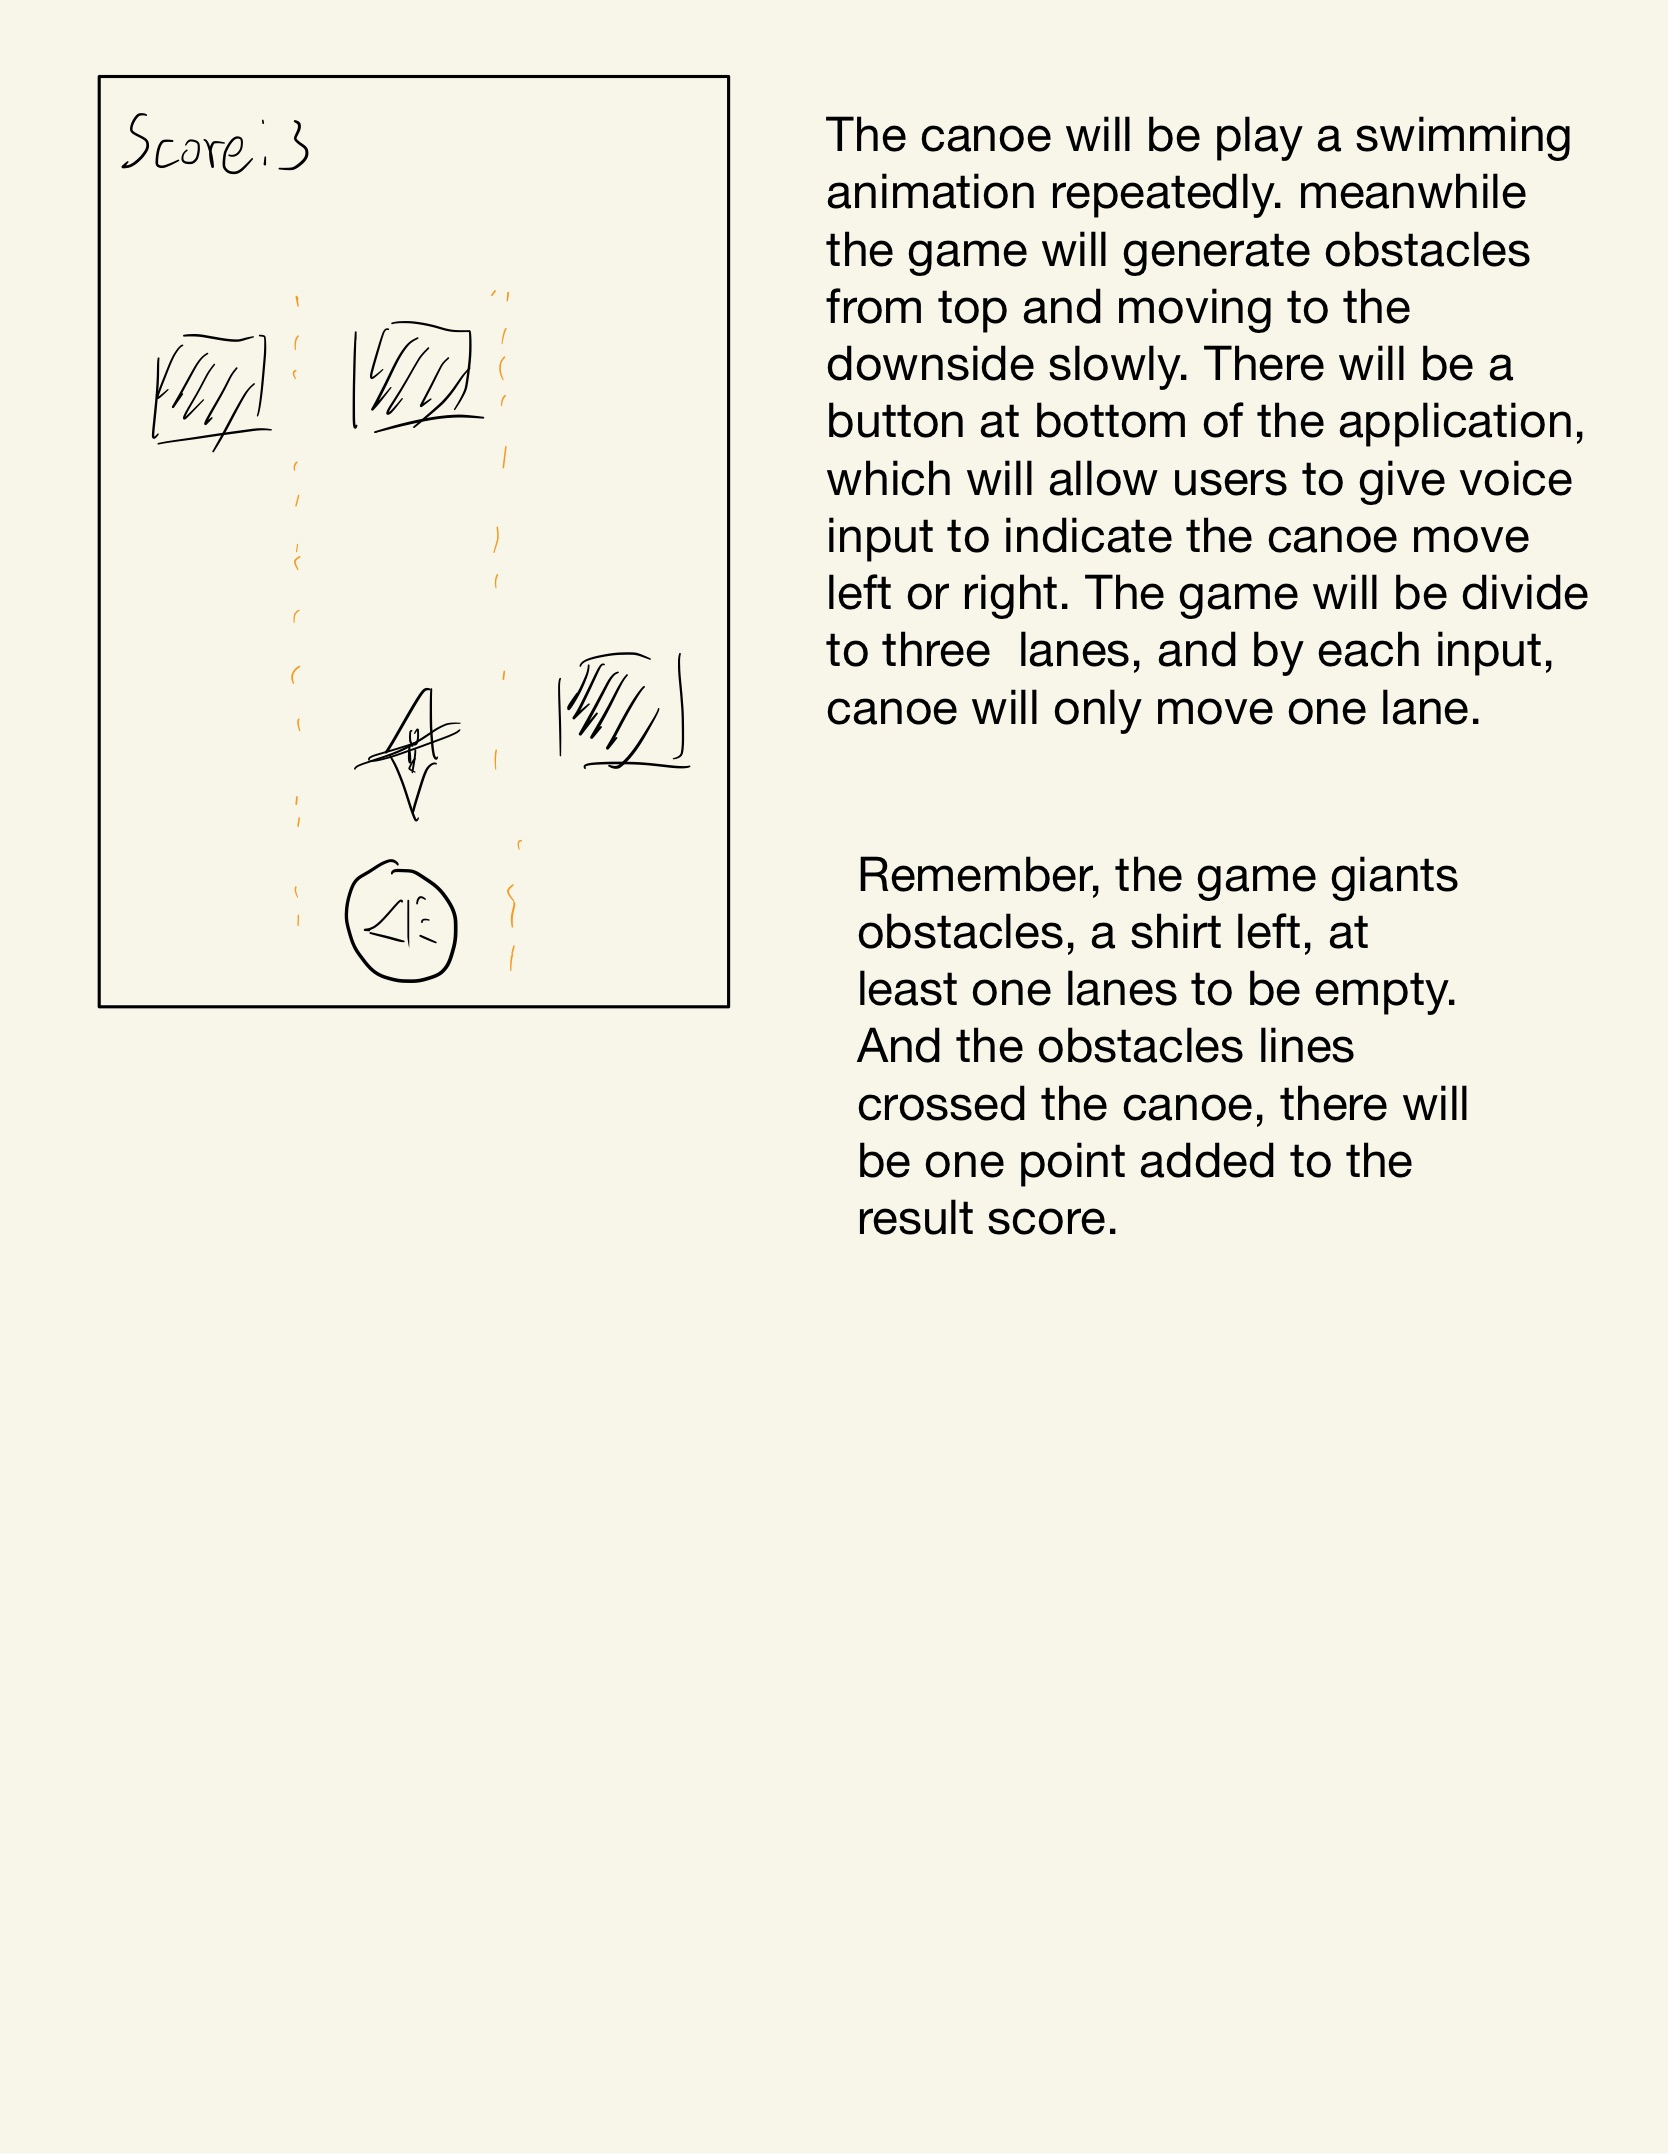 Score: 3
The canoe will be play a swimming
animation repeatedly. meanwhile
the game will generate obstacles
from top and moving to the
downside slowly. There will be a
button at bottom of the application,
which will allow users to give voice
input to indicate the canoe move
left or right. The game will be divide
to three  lanes, and by each input,
canoe will only move one lane.
Remember, the game giants
obstacles, a shirt left, at
least one lanes to be empty.
And the obstacles lines
crossed the canoe, there will
be one point added to the
result score.